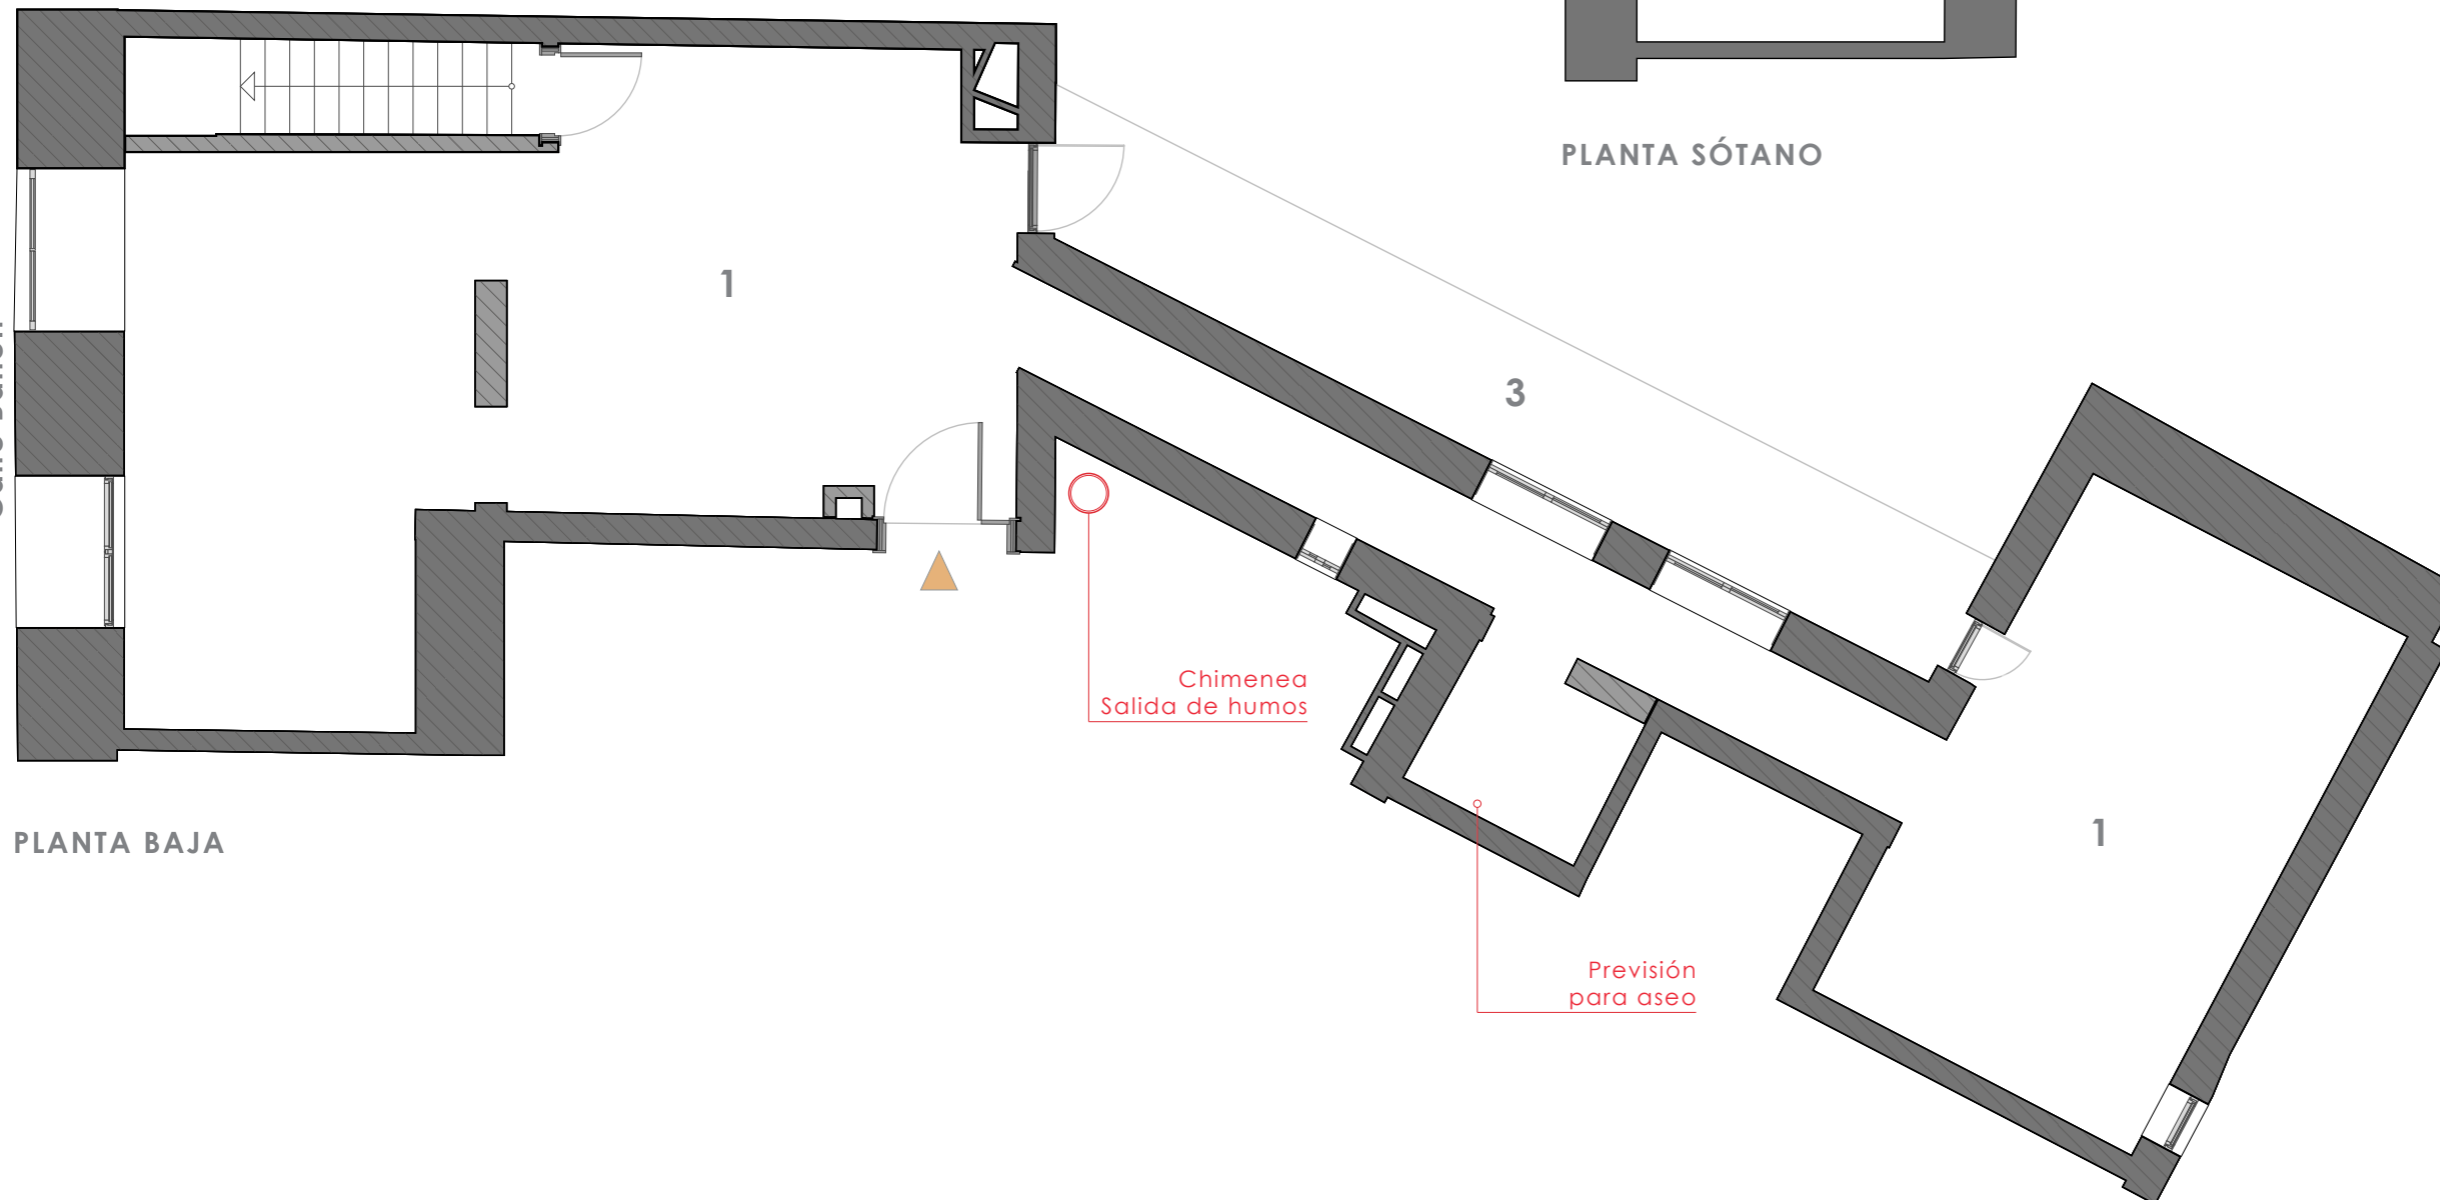 PLANTA SÓTANO
1
3
Chimenea
Salida de humos
1
PLANTA BAJA
Previsión
para aseo